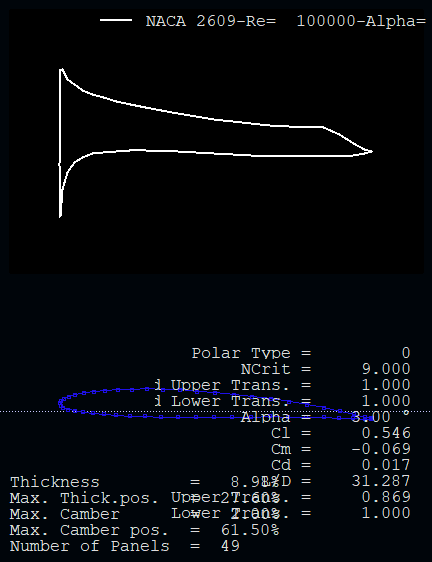 NACA 2609-Re=  100000-Alpha=
Polar Type =  0
NCrit =  9.000
Upper Trans. =  1.000
Lower Trans. =  1.000
Alpha =  3.00 °
Cl =  0.546
Cm =  -0.069
Cd =  0.017
L/D =  31.287
Upper Trans. =  0.869
Lower Trans. =  1.000
Thickness  =  8.98%
Max. Thick.pos.  =  27.60%
Max. Camber  =  2.00%
Max. Camber pos.  =  61.50%
Number of Panels  =  49